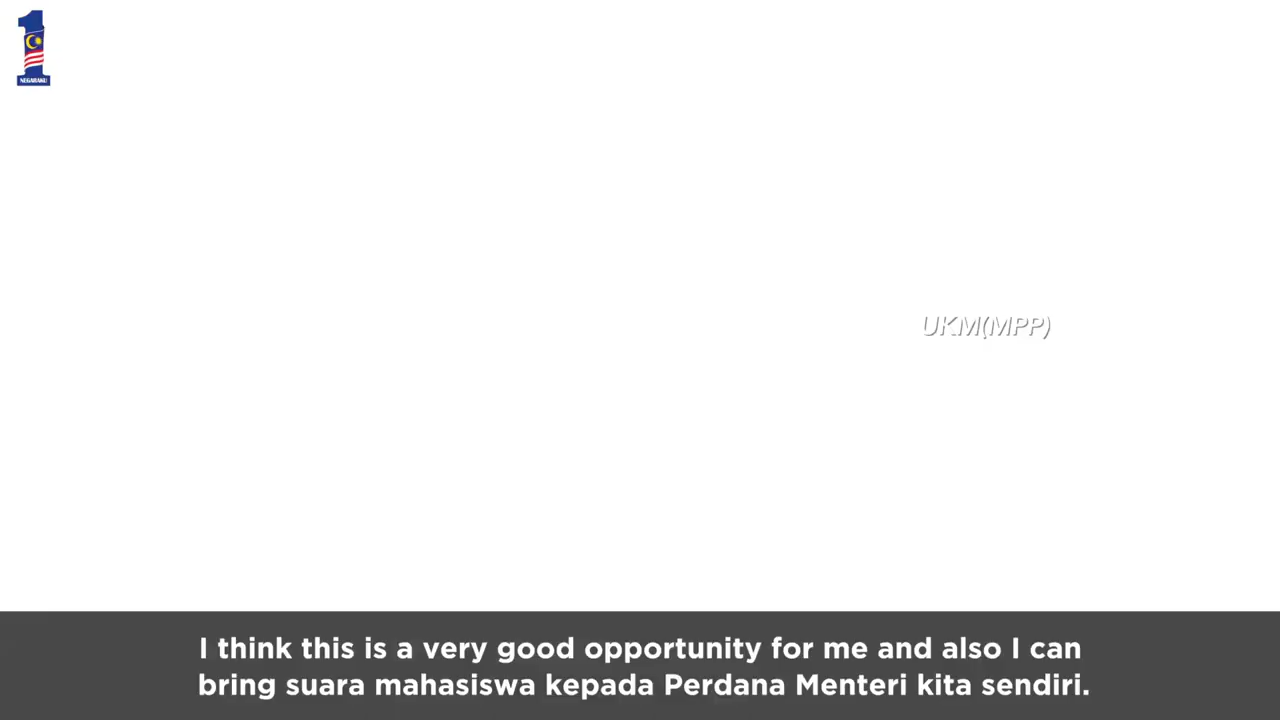 NEGARAKU
UKM(MPP)
I think this is a very good opportunity for me and also I can
bring suara mahasiswa kepada Perdana Menteri kita sendiri.